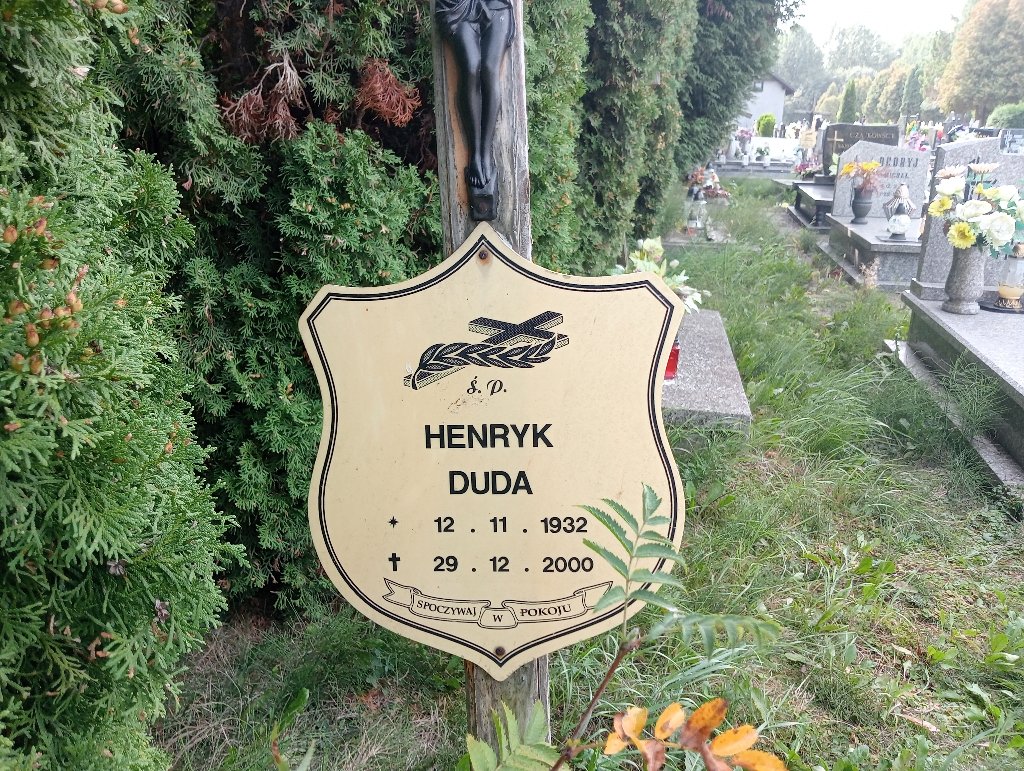 ś. p.
HENRYK
DUDA
✶ 12 . 11 . 1932
✝ 29 . 12 . 2000
SPOCZYWAJ W POKOJU